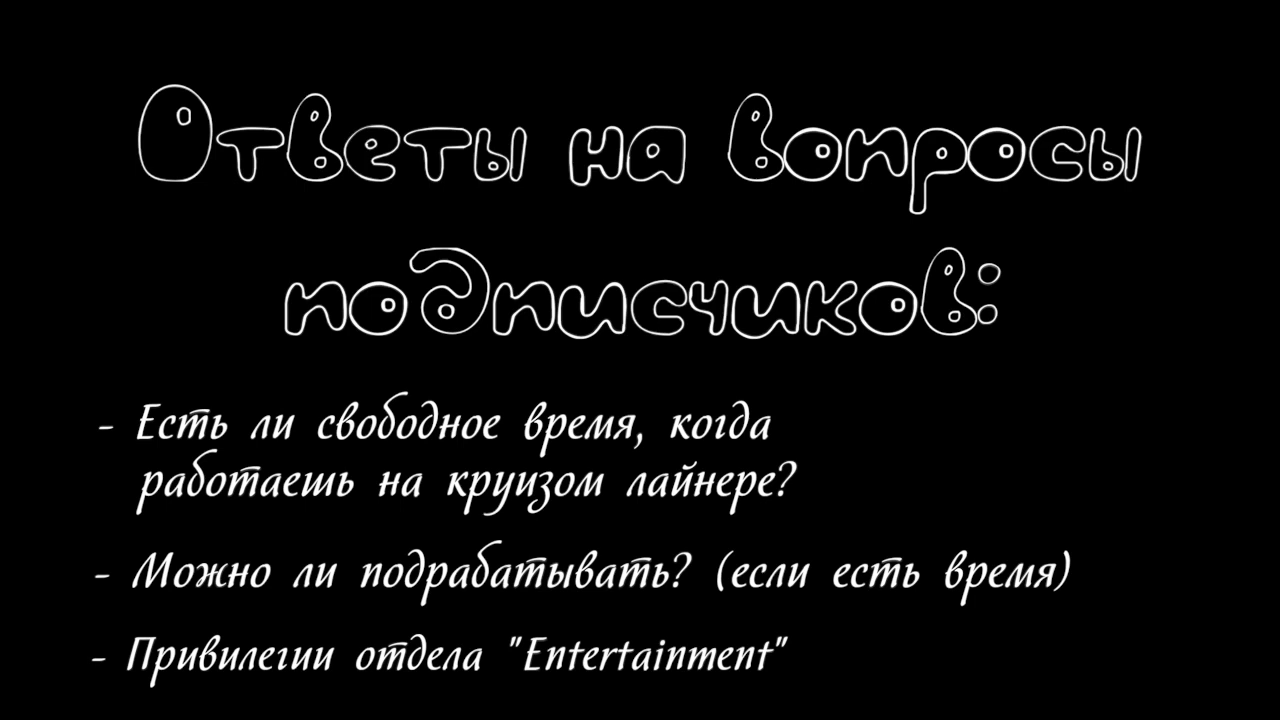 Ответы на вопросы
подписчиков:
- Есть ли свободное время, когда
работаешь на круизом лайнере?
- Можно ли подрабатывать? (если есть время)
- Привилегии отдела "Entertainment"